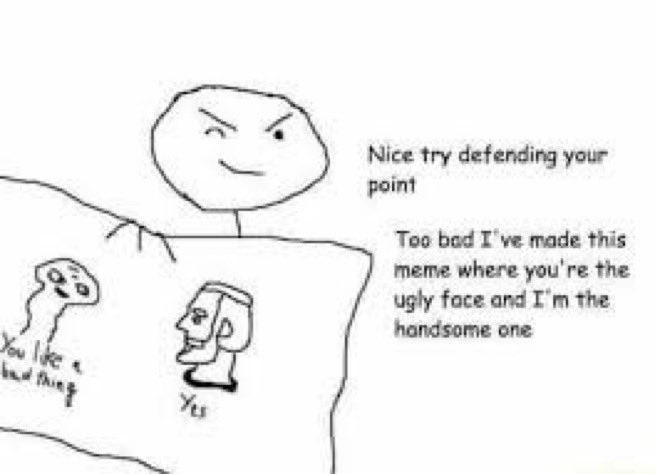 Nice try defending your
point
Too bad I've made this
meme where you're the
ugly face and I'm the
handsome one
You like a
bad thing
Yes